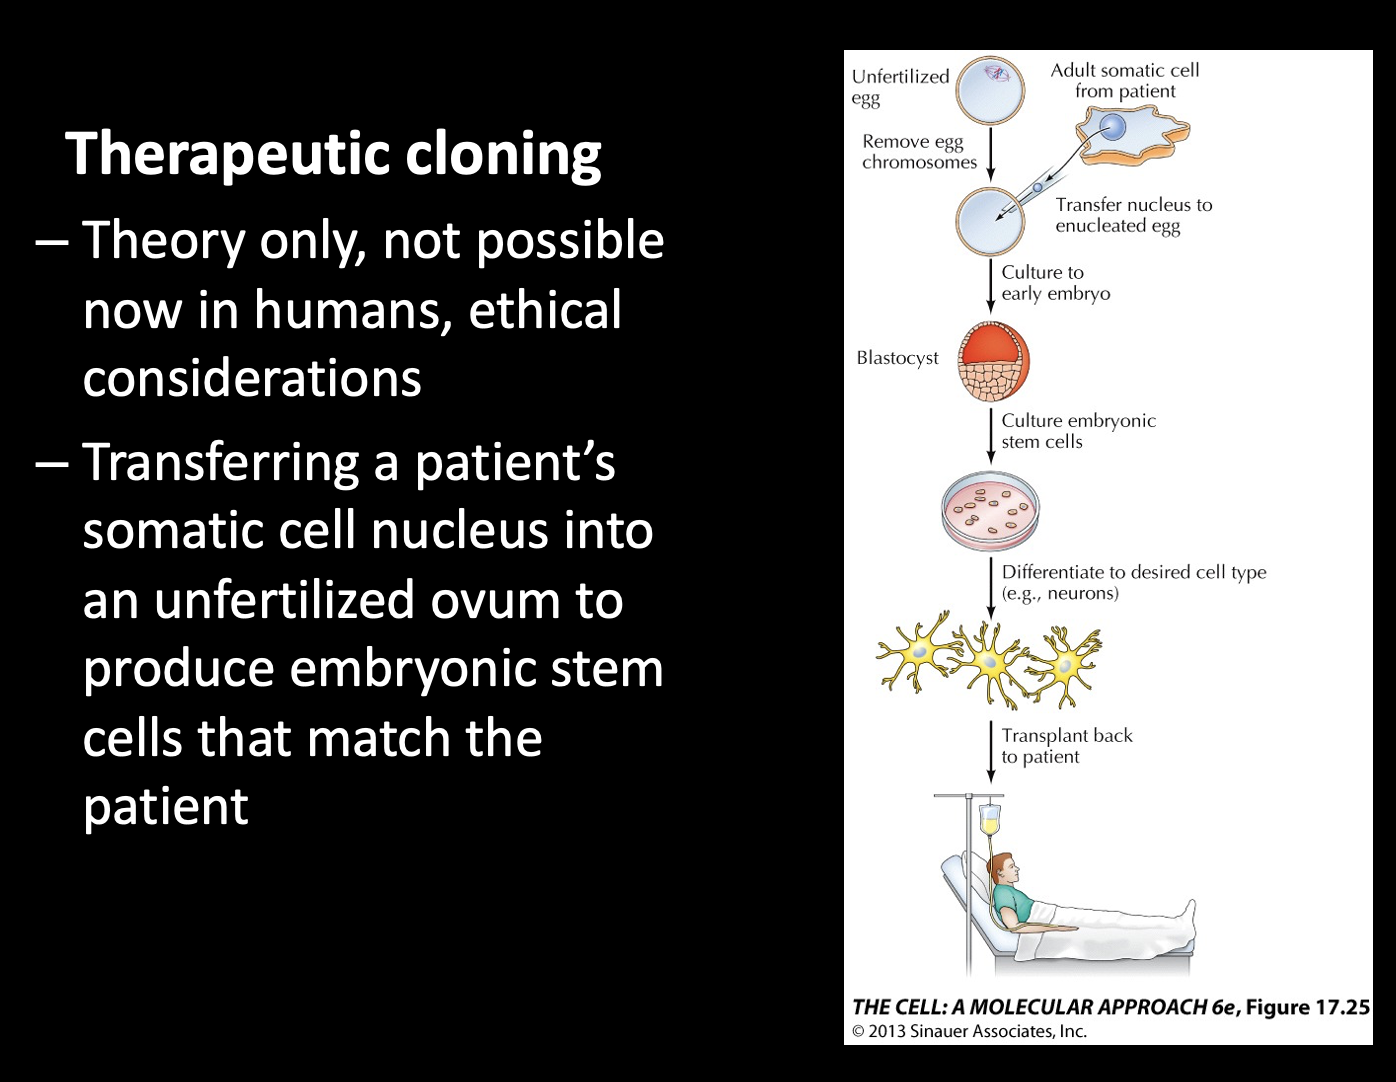 Therapeutic cloning
– Theory only, not possible
now in humans, ethical
considerations
– Transferring a patient’s
somatic cell nucleus into
an unfertilized ovum to
produce embryonic stem
cells that match the
patient
Unfertilized
egg
Adult somatic cell
from patient
Remove egg
chromosomes
Transfer nucleus to
enucleated egg
Culture to
early embryo
Blastocyst
Culture embryonic
stem cells
Differentiate to desired cell type
(e.g., neurons)
Transplant back
to patient
THE CELL: A MOLECULAR APPROACH 6e, Figure 17.25
© 2013 Sinauer Associates, Inc.